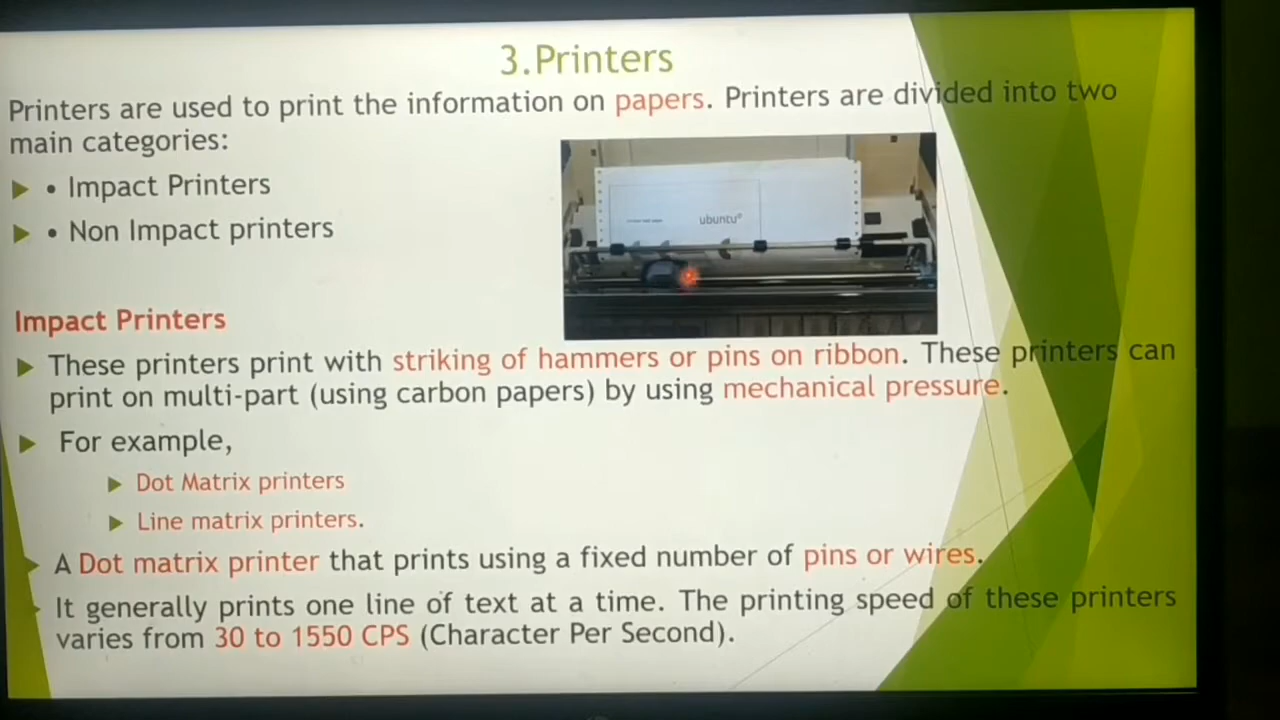 3.Printers
Printers are used to print the information on papers. Printers are divided into two
main categories:
• Impact Printers
• Non Impact printers
ubuntu®
Impact Printers
These printers print with striking of hammers or pins on ribbon. These printers can
print on multi-part (using carbon papers) by using mechanical pressure.
For example,
Dot Matrix printers
Line matrix printers.
A Dot matrix printer that prints using a fixed number of pins or wires.
It generally prints one line of text at a time. The printing speed of these printers
varies from 30 to 1550 CPS (Character Per Second).